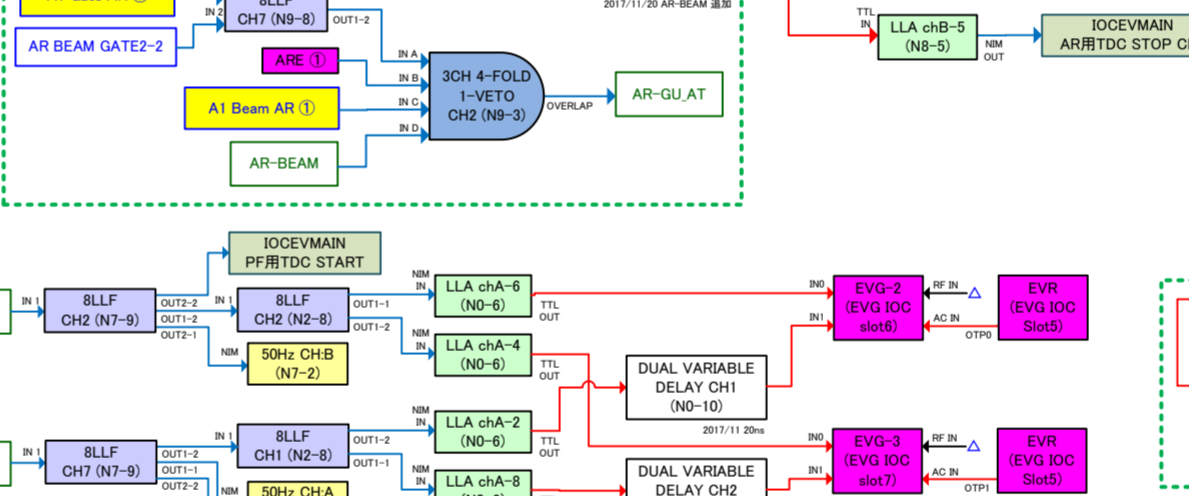 8LLF
CH7 (N9-8)
IN 2
OUT1-2
2017/11/20 AR-BEAM 追加
AR BEAM GATE2-2
ARE ①
A1 Beam AR ①
AR-BEAM
IN A
IN B
IN C
IN D
3CH 4-FOLD
1-VETO
CH2 (N9-3)
OVERLAP
AR-GU_AT
TTL
IN
LLA chB-5
(N8-5)
NIM
OUT
IOCEVMAIN
AR用TDC STOP
IOCEVMAIN
PF用TDC START
IN 1
8LLF
CH2 (N7-9)
OUT2-2
OUT1-2
OUT2-1
IN 1
8LLF
CH2 (N2-8)
OUT1-1
OUT1-2
NIM
50Hz CH:B
(N7-2)
NIM
IN
LLA chA-6
(N0-6)
TTL
OUT
NIM
IN
LLA chA-4
(N0-6)
TTL
OUT
DUAL VARIABLE
DELAY CH1
(N0-10)
2017/11 20ns
IN0
IN1
EVG-2
(EVG IOC
slot6)
RF IN
AC IN
OTP0
EVR
(EVG IOC
Slot5)
IN 1
8LLF
CH7 (N7-9)
OUT1-2
OUT1-1
OUT2-2
IN 1
8LLF
CH1 (N2-8)
OUT1-2
OUT1-1
NIM
50Hz CH:A
NIM
IN
LLA chA-2
(N0-6)
TTL
OUT
NIM
IN
LLA chA-8
DUAL VARIABLE
DELAY CH2
IN0
IN1
EVG-3
(EVG IOC
slot7)
RF IN
AC IN
OTP1
EVR
(EVG IOC
Slot5)